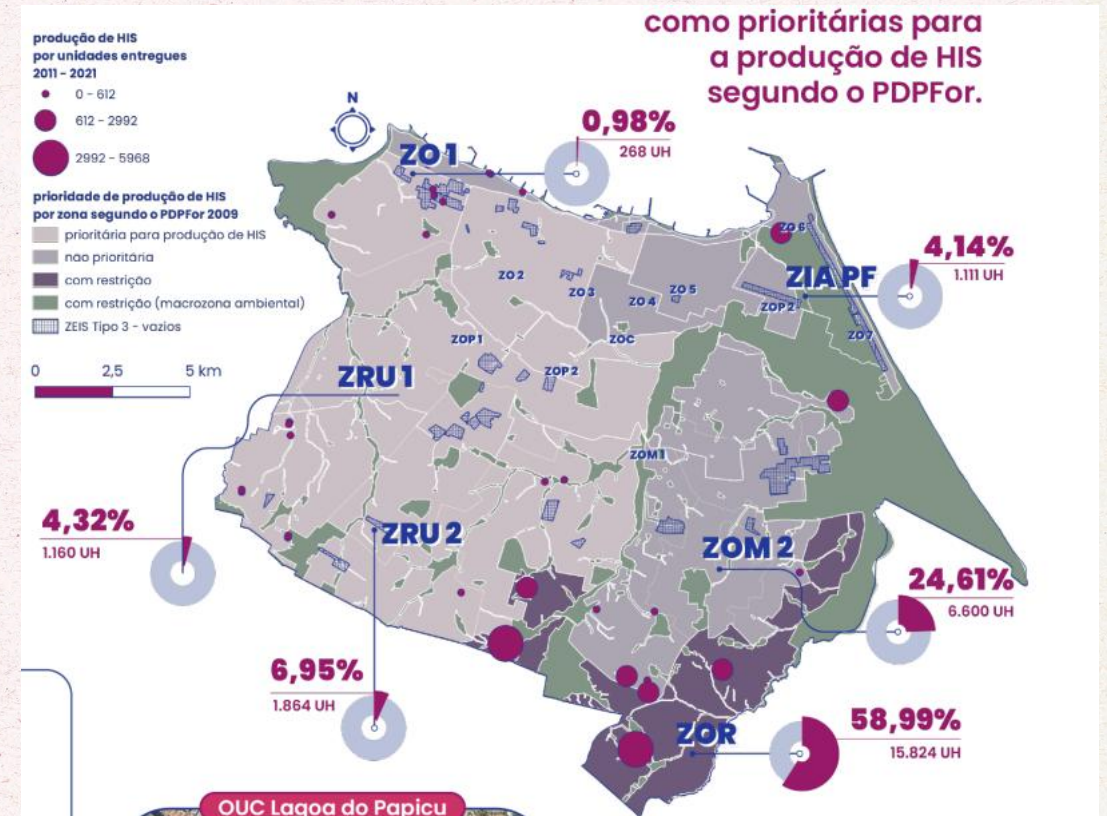 como prioritárias para
a produção de HIS
segundo o PDPFor.
produção de HIS
por unidades entregues
2011 - 2021
0 - 612
612 - 2992
2992 - 5968
prioridade de produção de HIS
por zona segundo o PDPFor 2009
prioritária para produção de HIS
não prioritária
com restrição
com restrição (macrozona ambiental)
ZEIS Tipo 3 - vazios
0 2,5 5 km
N
ZO 1
0,98%
268 UH
ZO 6
4,14%
1.111 UH
ZIA PF
ZO 2
ZO 3
ZO 4
ZO 5
ZOP 2
ZO 7
ZOP 1
ZOC
ZOP 2
ZRU 1
ZOM 1
4,32%
1.160 UH
ZRU 2
ZOM 2
24,61%
6.600 UH
6,95%
1.864 UH
ZOR
58,99%
15.824 UH
OUC Lagoa do Papicu